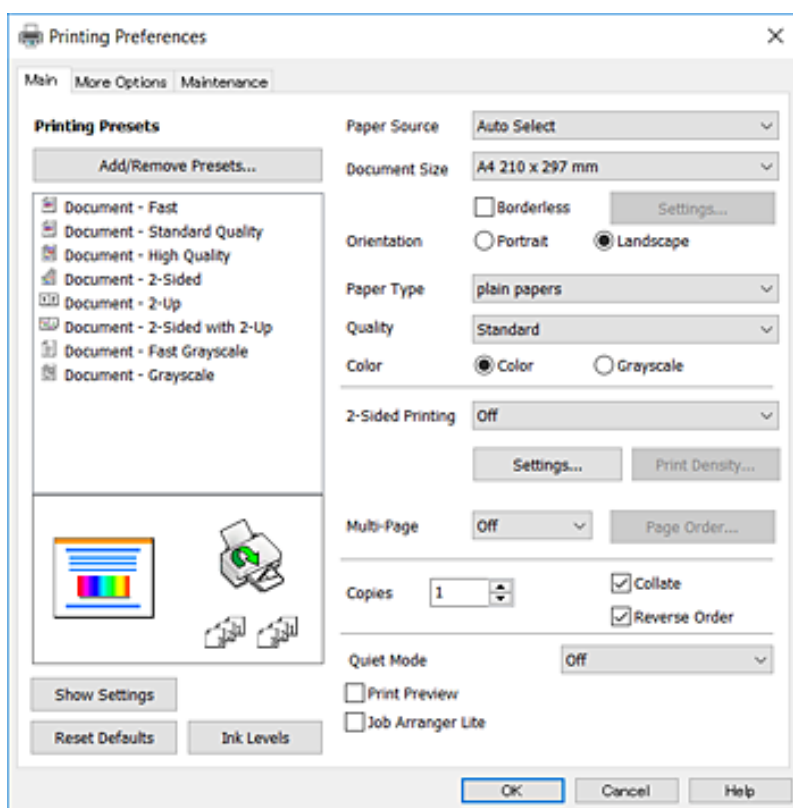 Printing Preferences
Main More Options Maintenance
Printing Presets
Add/Remove Presets...
Document - Fast
Document - Standard Quality
Document - High Quality
Document - 2-Sided
Document - 2-Up
Document - 2-Sided with 2-Up
Document - Fast Grayscale
Document - Grayscale
Show Settings
Reset Defaults Ink Levels
Paper Source Auto Select
Document Size A4 210 x 297 mm
Borderless Settings...
Orientation Portrait Landscape
Paper Type plain papers
Quality Standard
Color Color Grayscale
2-Sided Printing Off
Settings... Print Density...
Multi-Page Off Page Order...
Copies 1 Collate
Reverse Order
Quiet Mode Off
Print Preview
Job Arranger Lite
OK Cancel Help